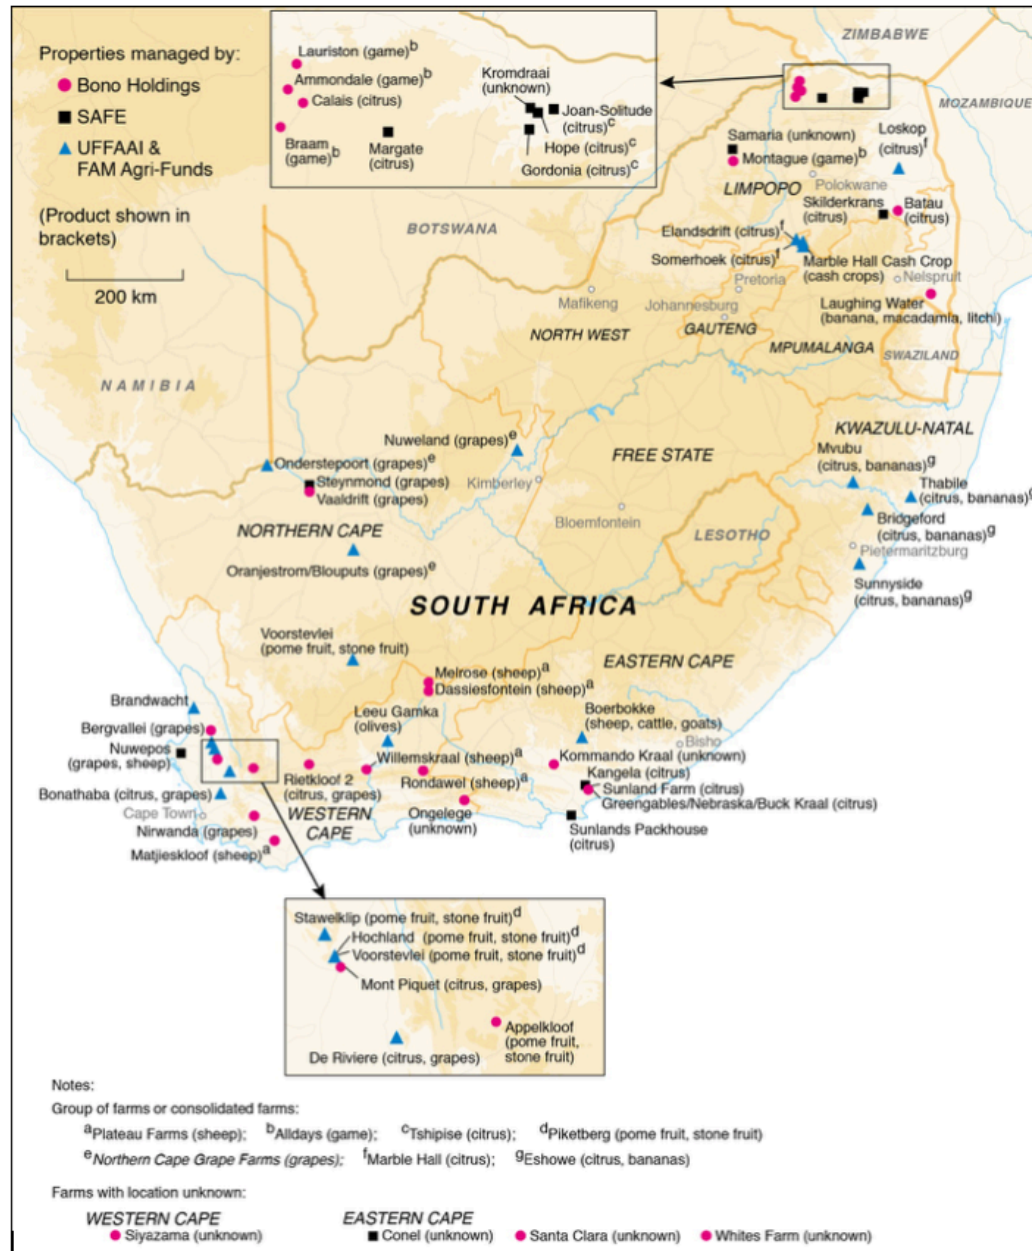 Properties managed by:
Bono Holdings
SAFE
UFFAAI &
FAM Agri-Funds
(Product shown in
brackets)
200 km
Lauriston (game)b
Ammondale (game)b
Calais (citrus)
Braam
(game)b
Margate
(citrus)
Kromdraai
(unknown)
Joan-Solitude
(citrus)c
Hope (citrus)c
Gordonia (citrus)c
ZIMBABWE
MOZAMBIQUE
Samaria (unknown)
Montague (game)b
Loskop
(citrus)f
LIMPOPO
Polokwane
Skilderkrans
(citrus)
Batau
(citrus)
BOTSWANA
Elandsdrift (citrus)f
Somerhoek (citrus)f
Marble Hall Cash Crop
(cash crops)
Pretoria
Nelspruit
Mafikeng
Johannesburg
Laughing Water
(banana, macadamia, litchi)
NORTH WEST
GAUTENG
MPUMALANGA
SWAZILAND
NAMIBIA
KWAZULU-NATAL
Nuweland (grapes)e
Mvubu
(citrus, bananas)g
FREE STATE
Onderstepoort (grapes)e
Steynmond (grapes)
Vaaldrift (grapes)
Kimberley
Thabile
(citrus, bananas)g
Bloemfontein
Bridgeford
(citrus, bananas)g
NORTHERN CAPE
LESOTHO
Pietermaritzburg
Oranjestrom/Blouputs (grapes)e
Sunnyside
(citrus, bananas)g
SOUTH AFRICA
Voorstevlei
(pome fruit, stone fruit)
EASTERN CAPE
Melrose (sheep)a
Dassiesfontein (sheep)a
Brandwacht
Leeu Gamka
(olives)
Boerbokke
(sheep, cattle, goats)
Bergvallei (grapes)
Bisho
Nuwepos
(grapes, sheep)
Willemskraal (sheep)a
Kommando Kraal (unknown)
Rietkloof 2
(citrus, grapes)
Rondawel (sheep)a
Kangela (citrus)
Sunland Farm (citrus)
Greengables/Nebraska/Buck Kraal (citrus)
Bonathaba (citrus, grapes)
Cape Town
WESTERN
CAPE
Ongelege
(unknown)
Nirwanda (grapes)
Sunlands Packhouse
(citrus)
Matjieskloof (sheep)a
Stawelklip (pome fruit, stone fruit)d
Hochland (pome fruit, stone fruit)d
Voorstevlei (pome fruit, stone fruit)d
Mont Piquet (citrus, grapes)
Appelkloof
(pome fruit,
stone fruit)
De Riviere (citrus, grapes)
Notes:
Group of farms or consolidated farms:
aPlateau Farms (sheep); bAlldays (game); cTshipise (citrus); dPiketberg (pome fruit, stone fruit)
eNorthern Cape Grape Farms (grapes); fMarble Hall (citrus); gEshowe (citrus, bananas)
Farms with location unknown:
WESTERN CAPE EASTERN CAPE
Siyazama (unknown) Conel (unknown) Santa Clara (unknown) Whites Farm (unknown)